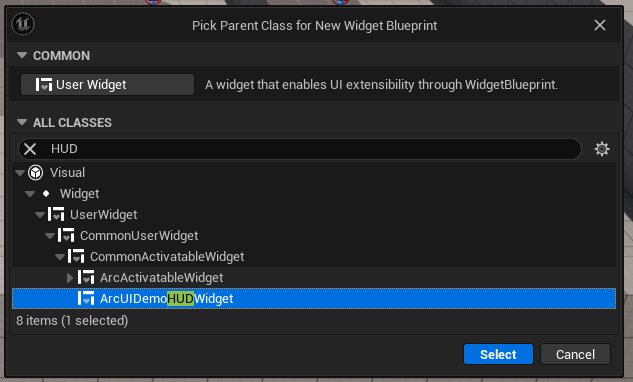 Pick Parent Class for New Widget Blueprint
COMMON
User Widget A widget that enables UI extensibility through WidgetBlueprint.
ALL CLASSES
HUD
Visual
Widget
UserWidget
CommonUserWidget
CommonActivatableWidget
ArcActivatableWidget
ArcUIDemoHUDWidget
8 items (1 selected)
Select Cancel